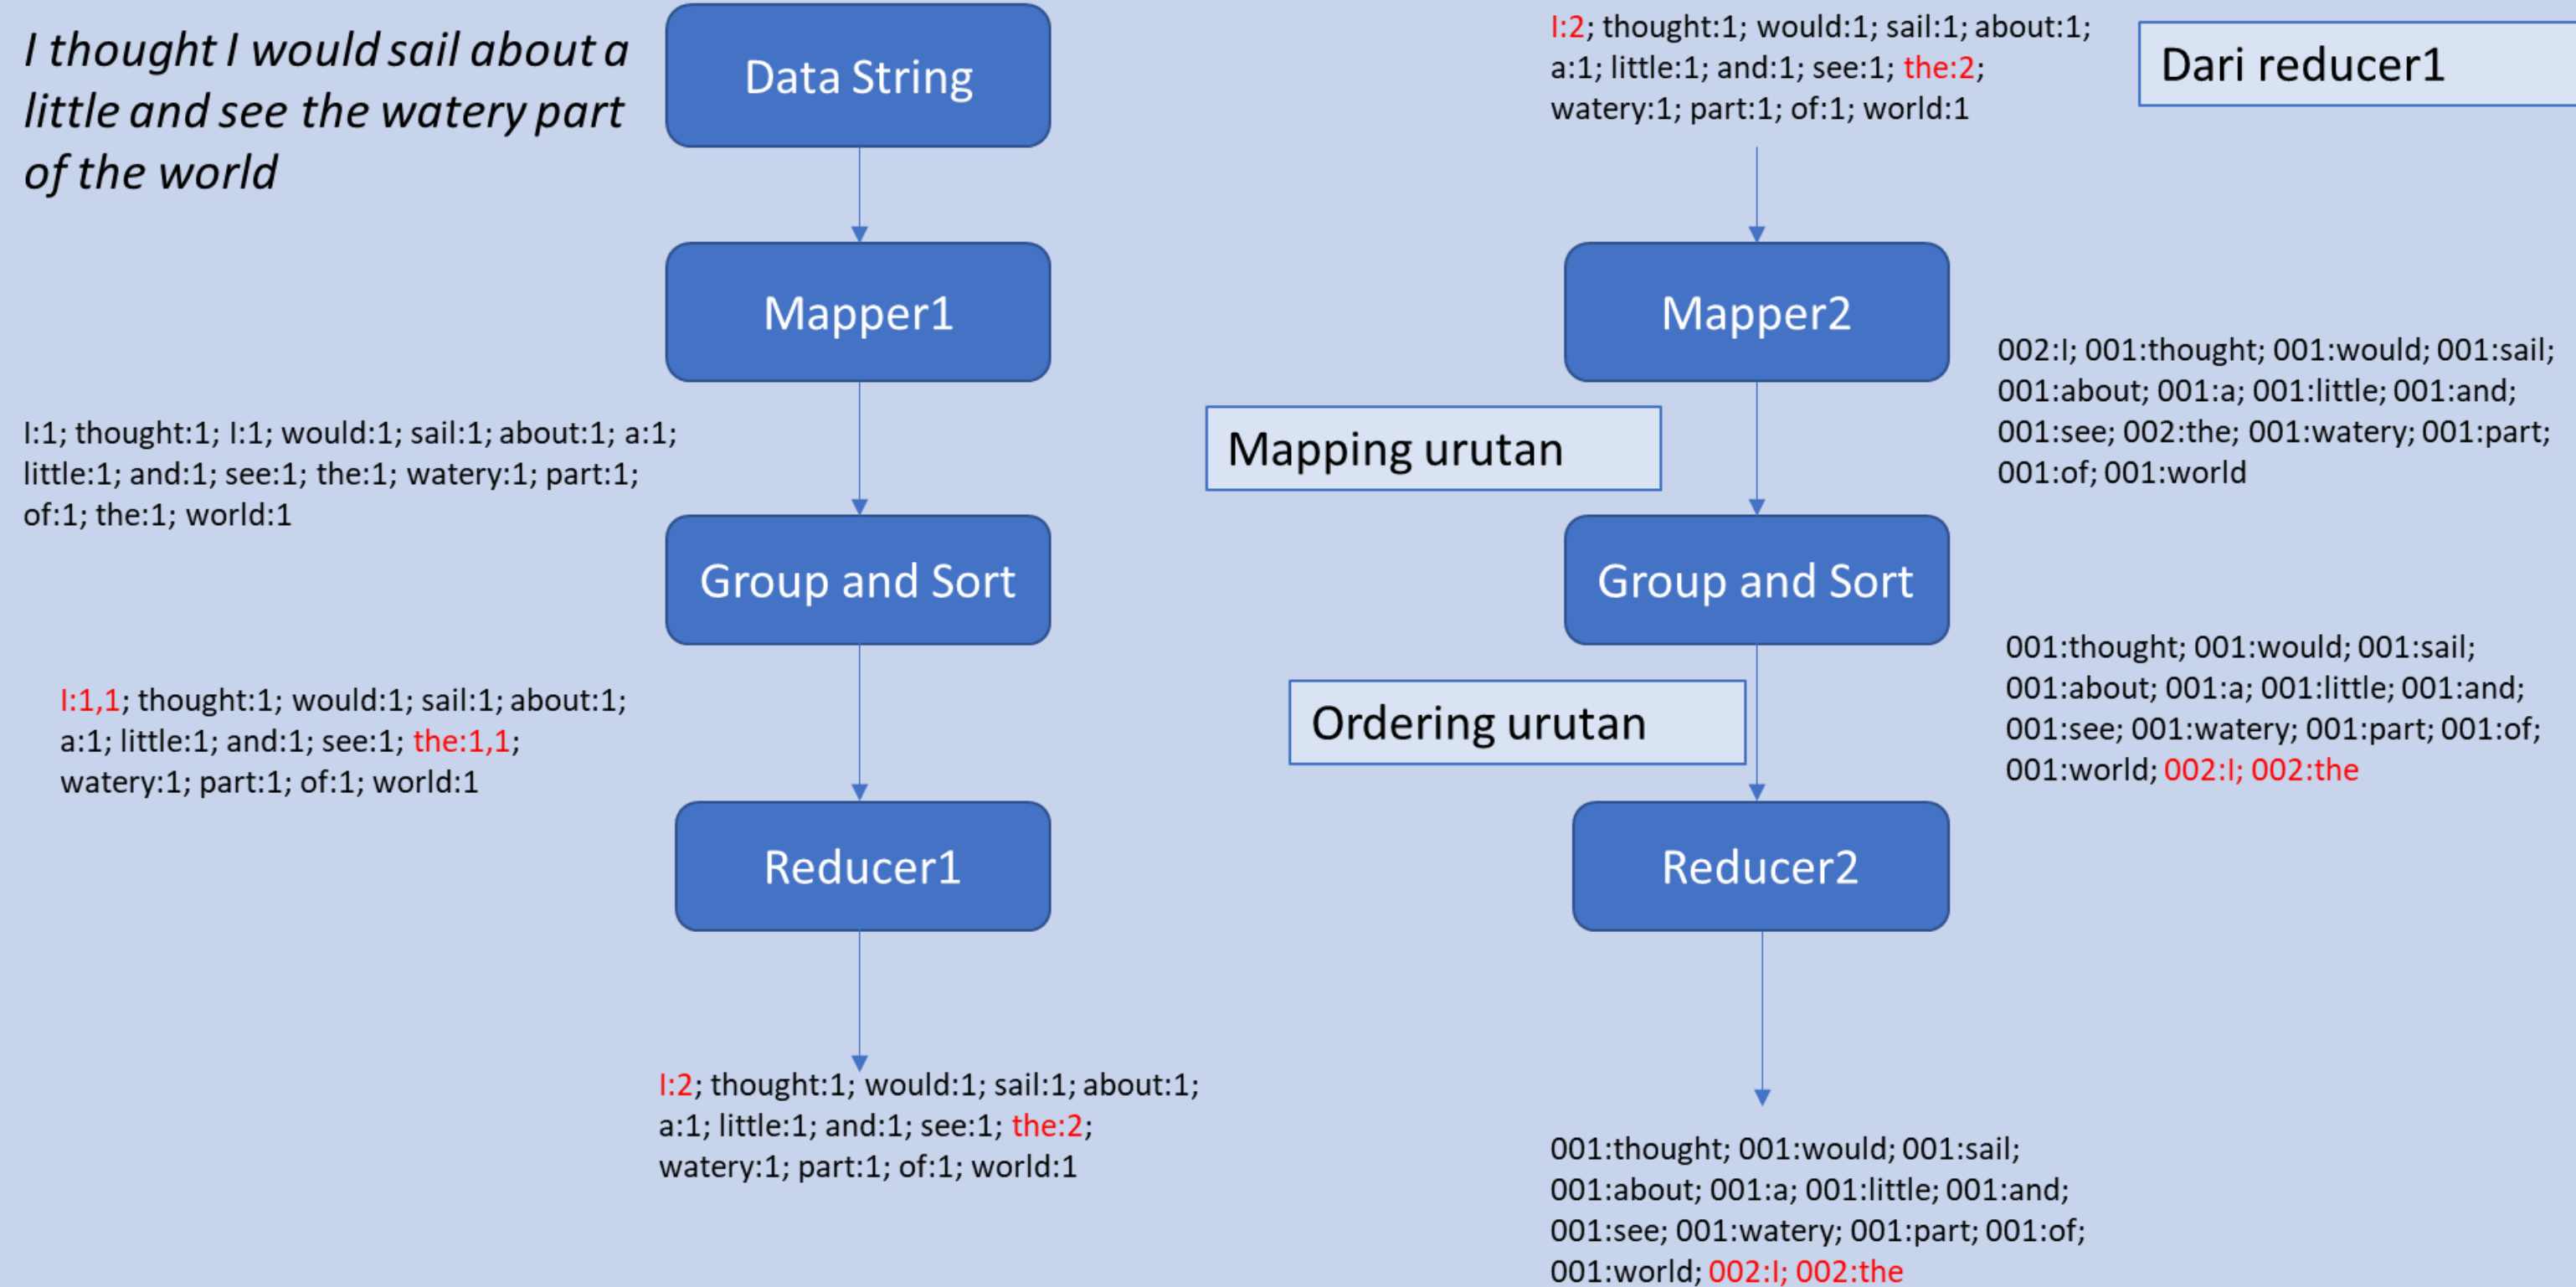 I thought I would sail about a
little and see the watery part
of the world
Data String
Mapper1
I:1; thought:1; I:1; would:1; sail:1; about:1; a:1;
little:1; and:1; see:1; the:1; watery:1; part:1;
of:1; the:1; world:1
Group and Sort
I:1,1; thought:1; would:1; sail:1; about:1;
a:1; little:1; and:1; see:1; the:1,1;
watery:1; part:1; of:1; world:1
Reducer1
I:2; thought:1; would:1; sail:1; about:1;
a:1; little:1; and:1; see:1; the:2;
watery:1; part:1; of:1; world:1
I:2; thought:1; would:1; sail:1; about:1;
a:1; little:1; and:1; see:1; the:2;
watery:1; part:1; of:1; world:1
Dari reducer1
Mapper2
002:I; 001:thought; 001:would; 001:sail;
001:about; 001:a; 001:little; 001:and;
001:see; 002:the; 001:watery; 001:part;
001:of; 001:world
Mapping urutan
Group and Sort
001:thought; 001:would; 001:sail;
001:about; 001:a; 001:little; 001:and;
001:see; 001:watery; 001:part; 001:of;
001:world; 002:I; 002:the
Ordering urutan
Reducer2
001:thought; 001:would; 001:sail;
001:about; 001:a; 001:little; 001:and;
001:see; 001:watery; 001:part; 001:of;
001:world; 002:I; 002:the